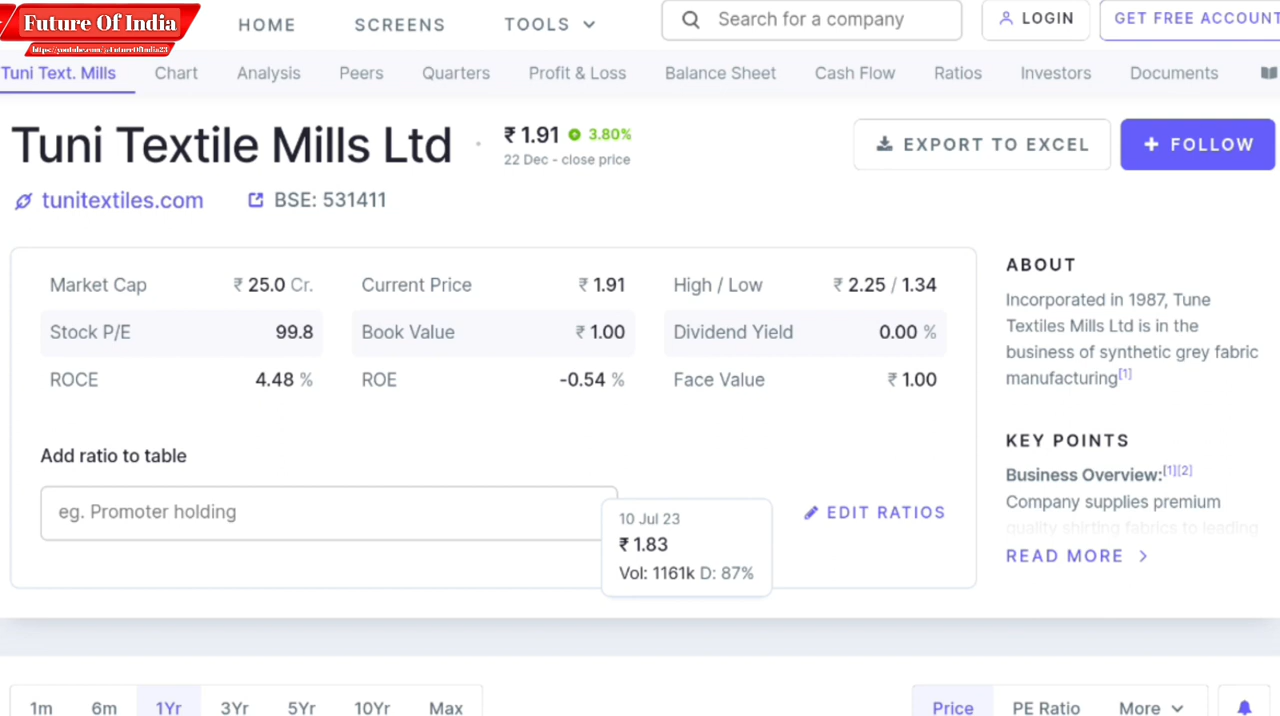 Future Of India
HOME SCREENS TOOLS Search for a company LOGIN GET FREE ACCOUNT
Tuni Text. Mills Chart Analysis Peers Quarters Profit & Loss Balance Sheet Cash Flow Ratios Investors Documents
Tuni Textile Mills Ltd · ₹ 1.91 3.80%
22 Dec - close price
EXPORT TO EXCEL + FOLLOW
tunitextiles.com BSE: 531411
Market Cap ₹ 25.0 Cr. Current Price ₹ 1.91 High / Low ₹ 2.25 / 1.34
Stock P/E 99.8 Book Value ₹ 1.00 Dividend Yield 0.00 %
ROCE 4.48 % ROE -0.54 % Face Value ₹ 1.00
Add ratio to table
eg. Promoter holding
EDIT RATIOS
10 Jul 23
₹ 1.83
Vol: 1161k D: 87%
ABOUT
Incorporated in 1987, Tune
Textiles Mills Ltd is in the
business of synthetic grey fabric
manufacturing[1]
KEY POINTS
Business Overview:[1][2]
Company supplies premium
quality shirting fabrics to leading
READ MORE
1m 6m 1Yr 3Yr 5Yr 10Yr Max Price PE Ratio More